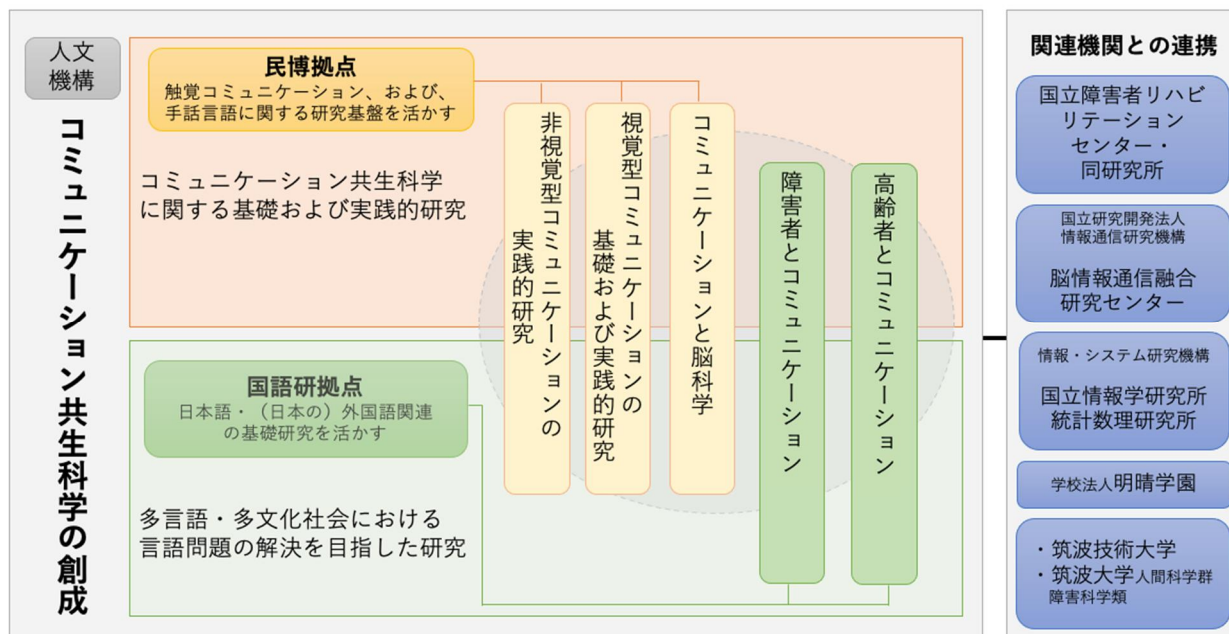 人文
機構
コミュニケーション共生科学の創成
民博拠点
触覚コミュニケーション、および、
手話言語に関する研究基盤を活かす
コミュニケーション共生科学
に関する基礎および実践的研究
国語研拠点
日本語・（日本の）外国語関連
の基礎研究を活かす
多言語・多文化社会における
言語問題の解決を目指した研究
非視覚型コミュニケーションの
実践的研究
視覚型コミュニケーションの
基礎および実践的研究
コミュニケーションと脳科学
障害者とコミュニケーション
高齢者とコミュニケーション
関連機関との連携
国立障害者リハビ
リテーション
センター・
同研究所
国立研究開発法人
情報通信研究機構
脳情報通信融合
研究センター
情報・システム研究機構
国立情報学研究所
統計数理研究所
学校法人明晴学園
・筑波技術大学
・筑波大学人間科学群
障害科学類